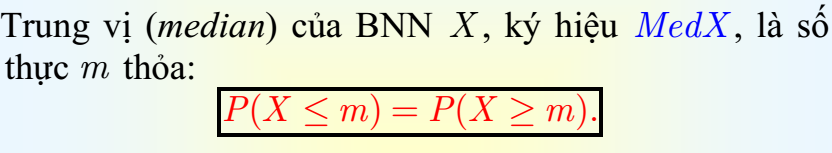 Trung vị (median) của BNN X, ký hiệu MedX, là số
thực m thỏa:
P(X ≤ m) = P(X ≥ m).